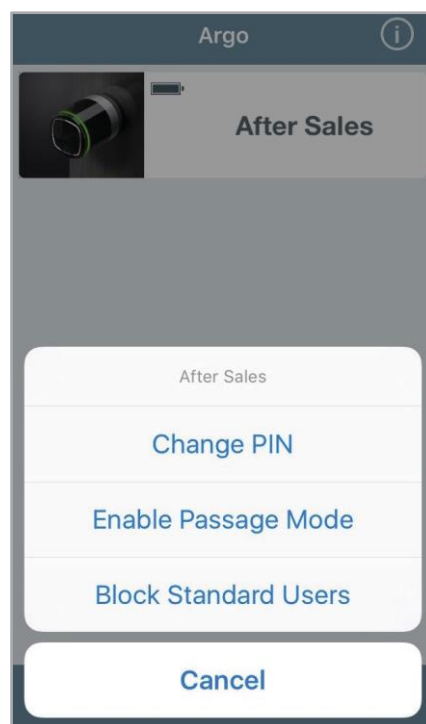 Argo
After Sales
After Sales
Change PIN
Enable Passage Mode
Block Standard Users
Cancel